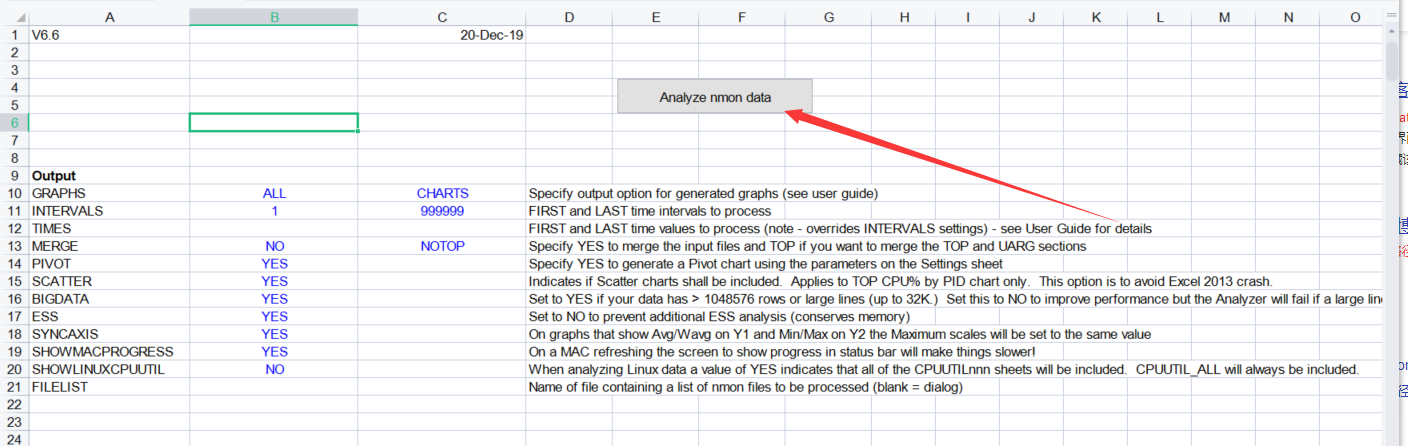 A B C D E F G H I J K L M N O
1 V6.6 20-Dec-19
2
3
4
Analyze nmon data
5
6
7
8
9 Output
10 GRAPHS ALL CHARTS Specify output option for generated graphs (see user guide)
11 INTERVALS 1 999999 FIRST and LAST time intervals to process
12 TIMES FIRST and LAST time values to process (note - overrides INTERVALS settings) - see User Guide for details
13 MERGE NO NOTOP Specify YES to merge the input files and TOP if you want to merge the TOP and UARG sections
14 PIVOT YES Specify YES to generate a Pivot chart using the parameters on the Settings sheet
15 SCATTER YES Indicates if Scatter charts shall be included. Applies to TOP CPU% by PID chart only. This option is to avoid Excel 2013 crash.
16 BIGDATA YES Set to YES if your data has > 1048576 rows or large lines (up to 32K.) Set this to NO to improve performance but the Analyzer will fail if a large
17 ESS YES Set to NO to prevent additional ESS analysis (conserves memory)
18 SYNCAXIS YES On graphs that show Avg/Wavg on Y1 and Min/Max on Y2 the Maximum scales will be set to the same value
19 SHOWMACPROGRESS YES On a MAC refreshing the screen to show progress in status bar will make things slower!
20 SHOWLINUXCPUUTIL NO When analyzing Linux data a value of YES indicates that all of the CPUUTILnnn sheets will be included. CPUUTIL_ALL will always be included.
21 FILELIST Name of file containing a list of nmon files to be processed (blank = dialog)
22
23
24